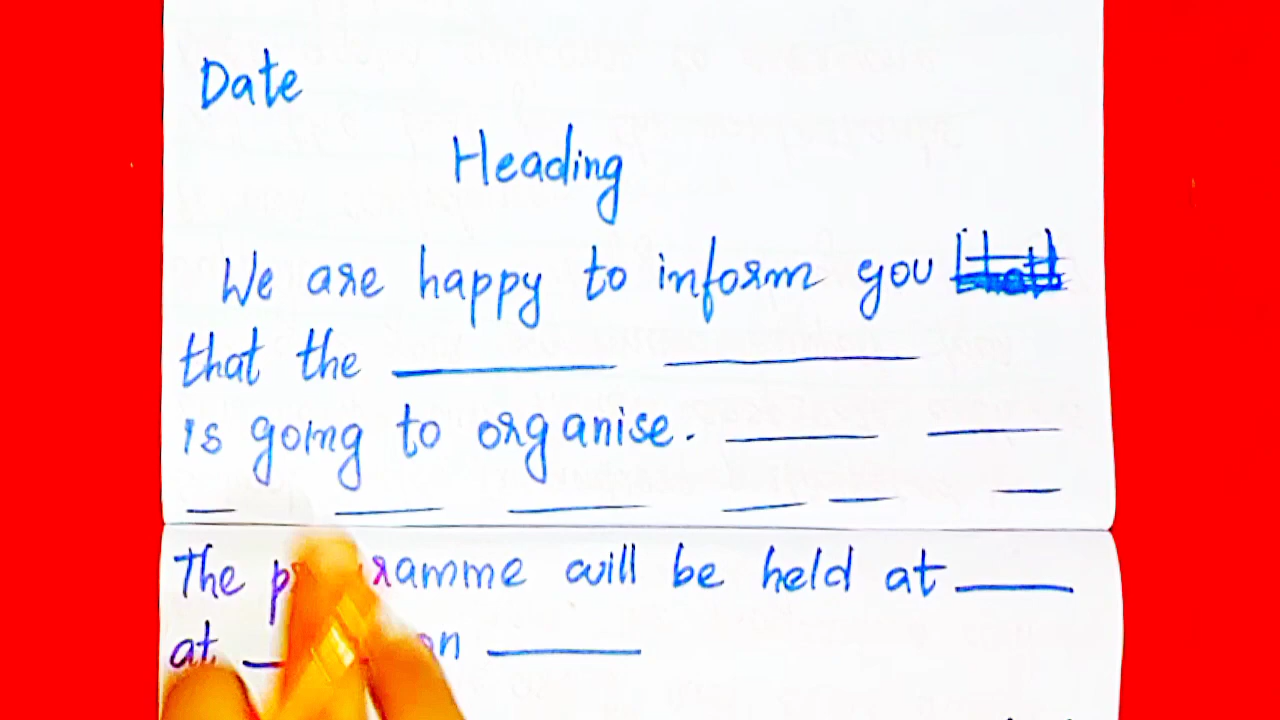 Date
Heading
We are happy to inform you
that the
is going to organise.
The programme will be held at
at on